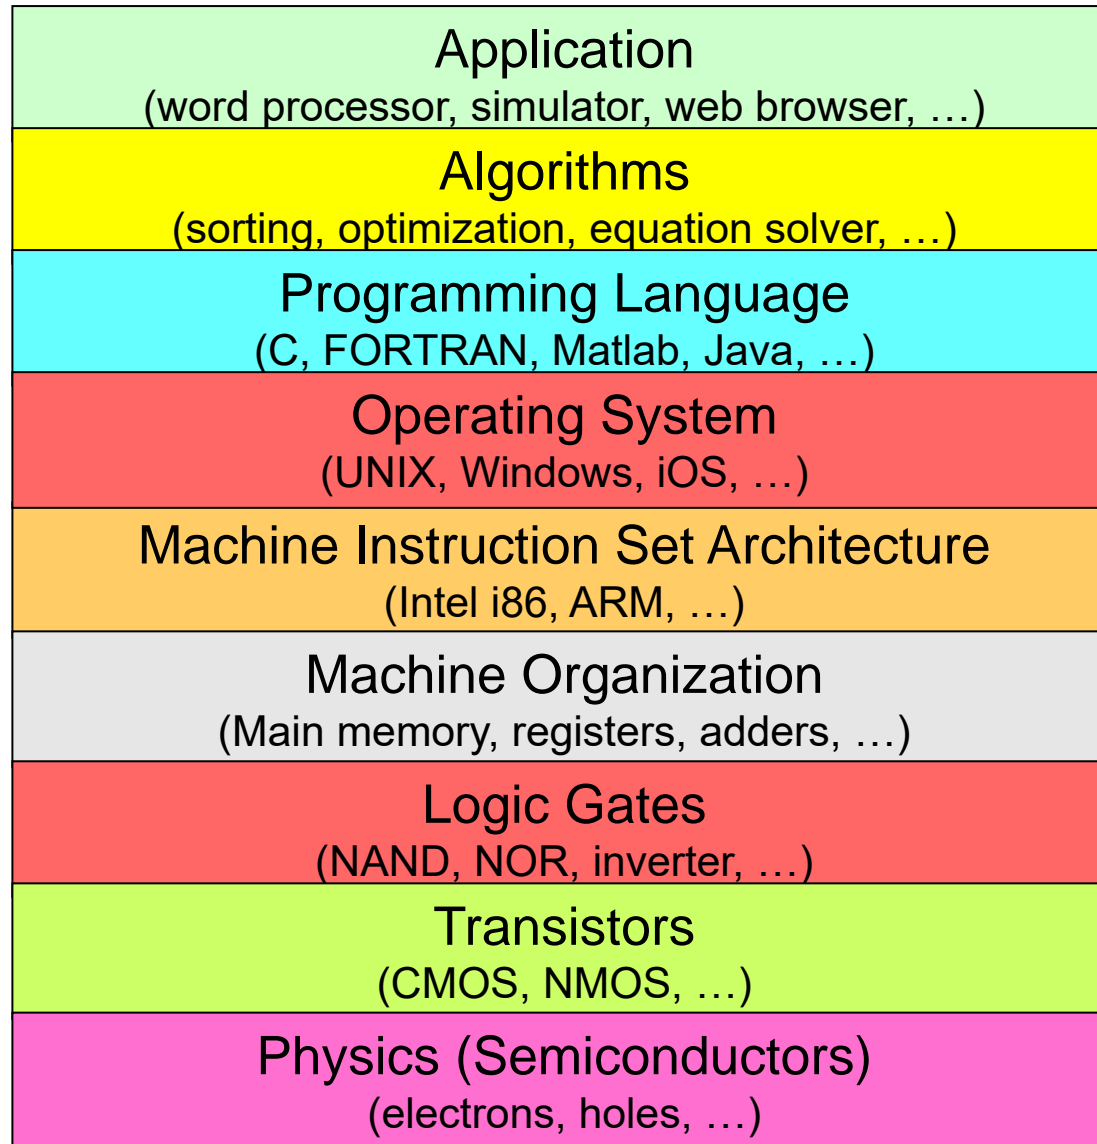 Application
(word processor, simulator, web browser, …)
Algorithms
(sorting, optimization, equation solver, …)
Programming Language
(C, FORTRAN, Matlab, Java, …)
Operating System
(UNIX, Windows, iOS, …)
Machine Instruction Set Architecture
(Intel i86, ARM, …)
Machine Organization
(Main memory, registers, adders, …)
Logic Gates
(NAND, NOR, inverter, …)
Transistors
(CMOS, NMOS, …)
Physics (Semiconductors)
(electrons, holes, …)